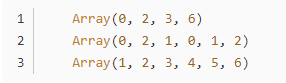 1 Array(0, 2, 3, 6)
2 Array(0, 2, 1, 0, 1, 2)
3 Array(1, 2, 3, 4, 5, 6)